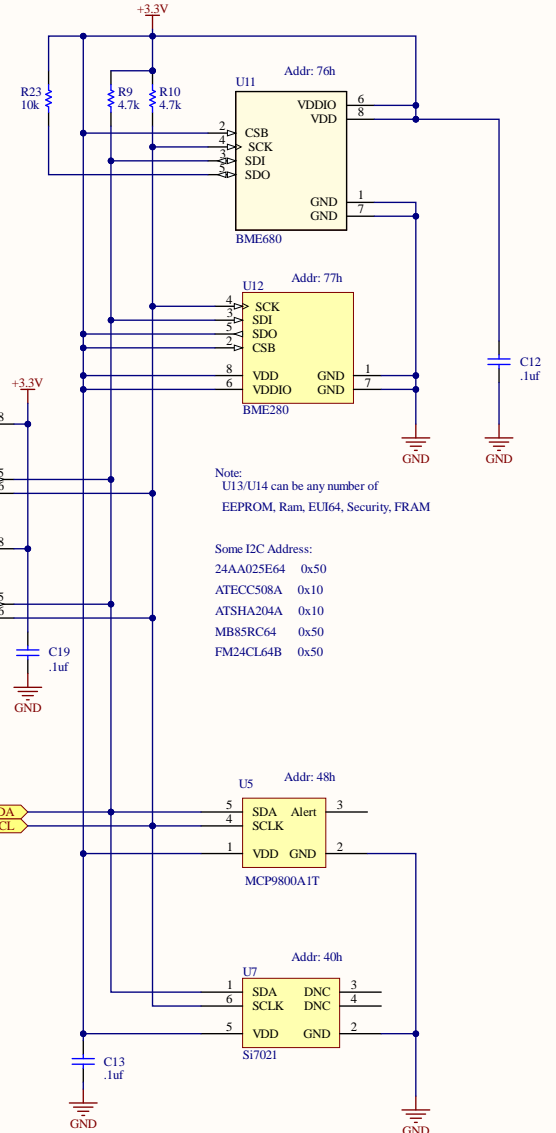 +3.3V
R23
10k
R9
4.7k
R10
4.7k
U11
Addr: 76h
2
4
3
5
CSB
SCK
SDI
SDO
VDDIO
VDD
6
8
GND
GND
1
7
BME680
U12
Addr: 77h
4
3
5
2
8
6
SCK
SDI
SDO
CSB
VDD
VDDIO
GND
GND
1
7
BME280
C12
.1uf
GND
GND
+3.3V
8
5
6
8
5
6
C19
.1uf
GND
Note:
U13/U14 can be any number of
EEPROM, Ram, EUI64, Security, FRAM
Some I2C Address:
24AA025E64 0x50
ATECC508A 0x10
ATSHA204A 0x10
MB85RC64 0x50
FM24CL64B 0x50
DA
CL
U5
Addr: 48h
5
4
1
SDA
SCLK
VDD
Alert
GND
3
2
MCP9800A1T
U7
Addr: 40h
1
6
5
SDA
SCLK
VDD
DNC
DNC
GND
3
4
2
Si7021
C13
.1uf
GND
GND